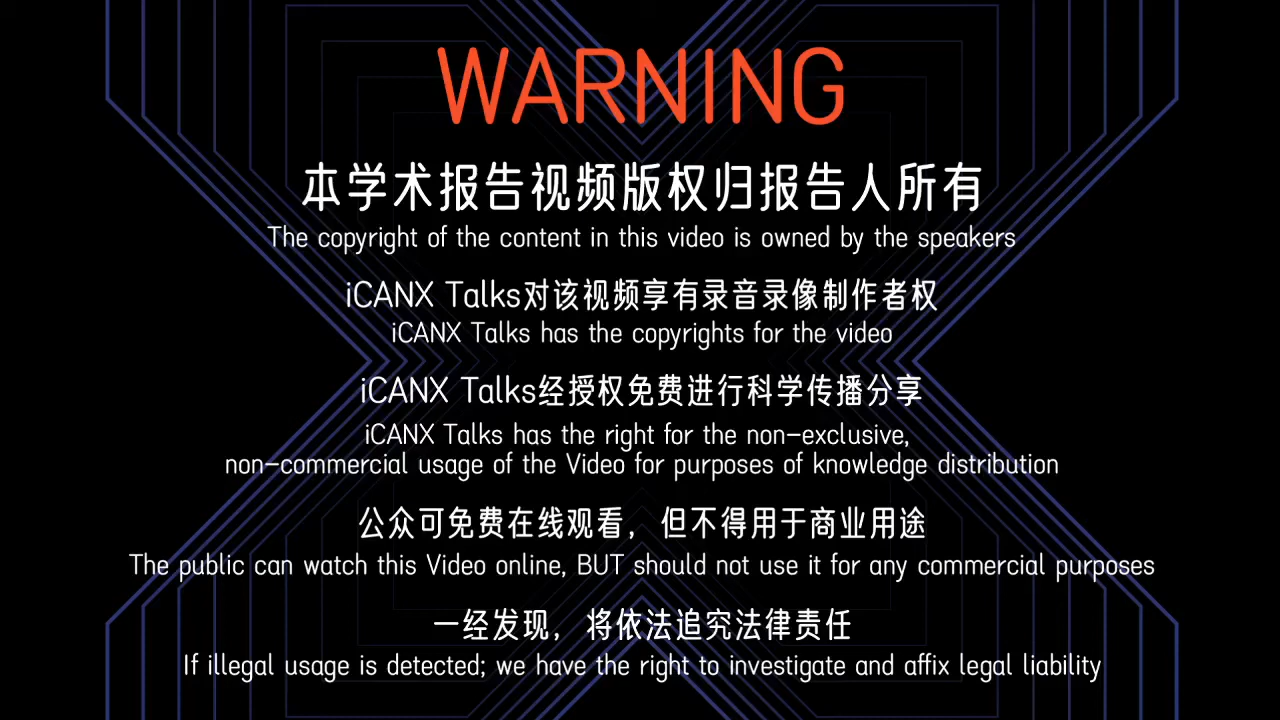 WARNING
本学术报告视频版权归报告人所有
The copyright of the content in this video is owned by the speakers
iCANX Talks对该视频享有录音录像制作者权
iCANX Talks has the copyrights for the video
iCANX Talks经授权免费进行科学传播分享
iCANX Talks has the right for the non-exclusive,
non-commercial usage of the Video for purposes of knowledge distribution
公众可免费在线观看，但不得用于商业用途
The public can watch this Video online, BUT should not use it for any commercial purposes
一经发现，将依法追究法律责任
If illegal usage is detected; we have the right to investigate and affix legal liability